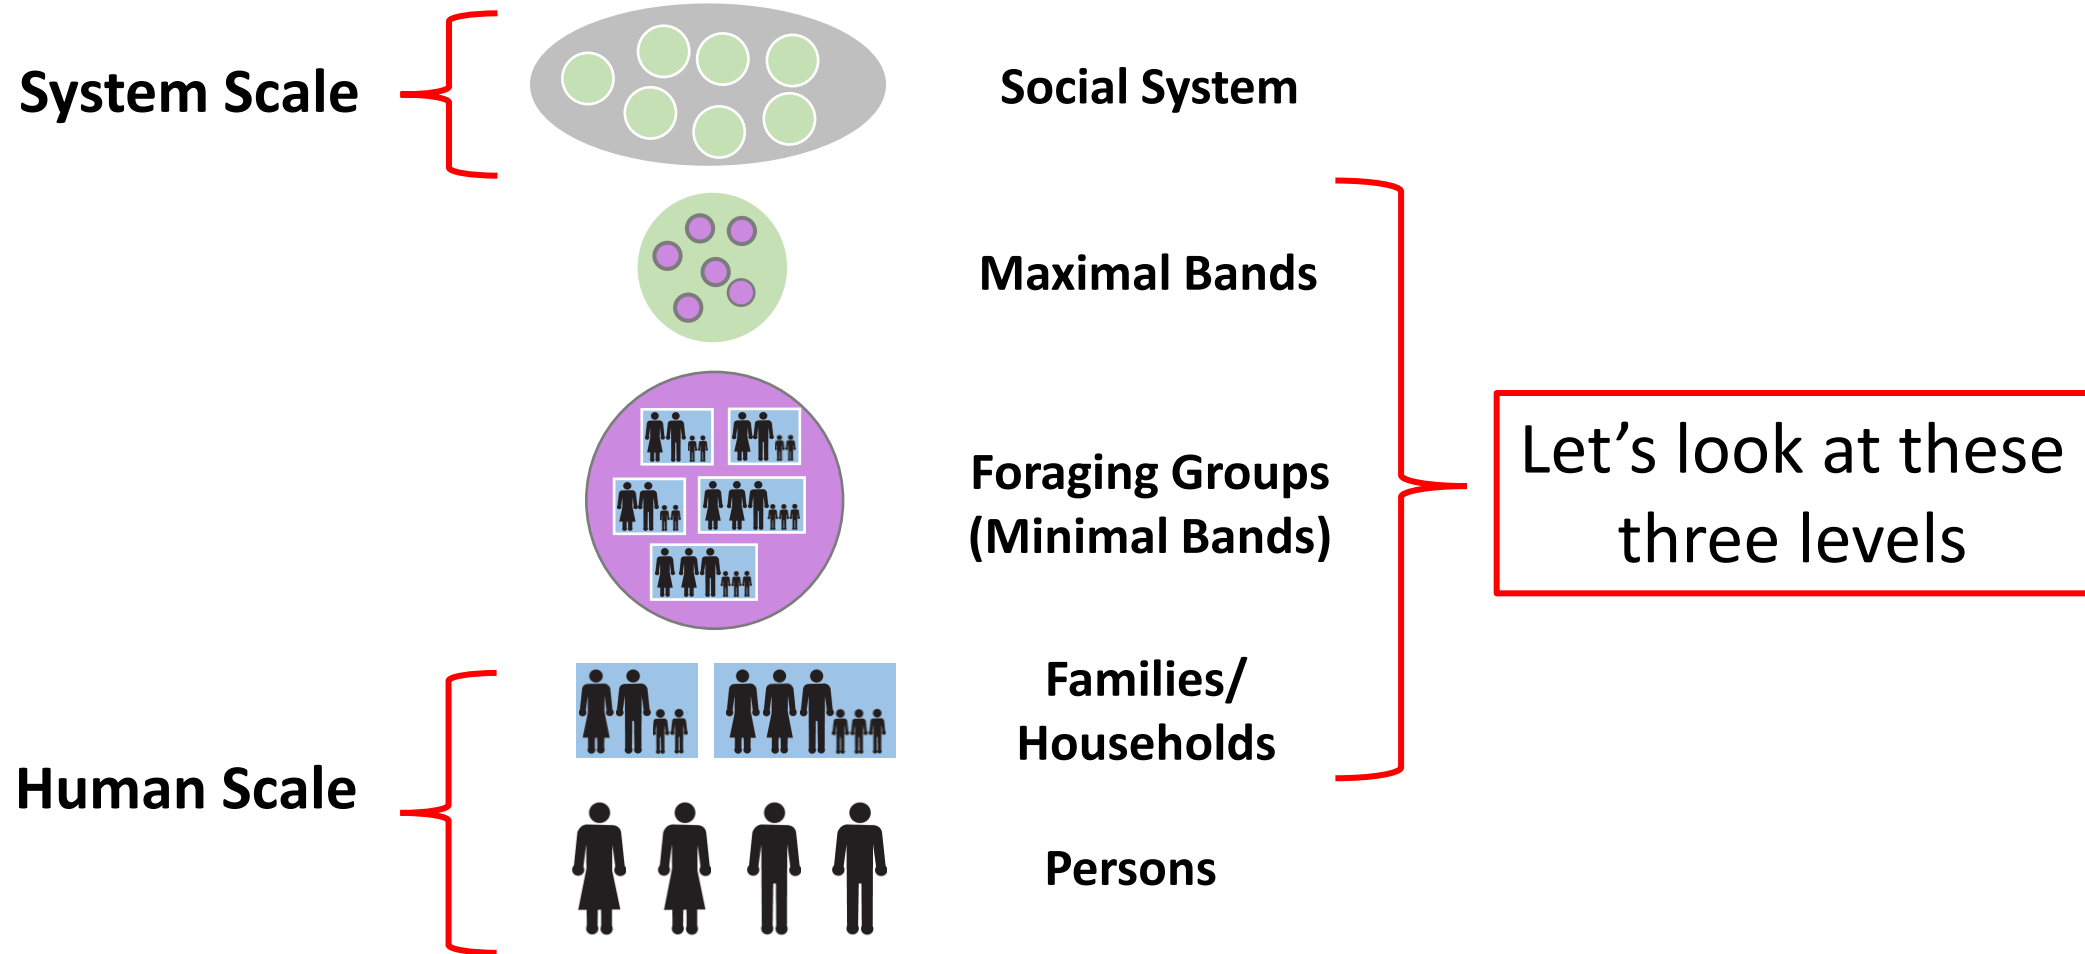 System Scale
Social System
Maximal Bands
Foraging Groups
(Minimal Bands)
Let’s look at these
three levels
Families/
Households
Human Scale
Persons